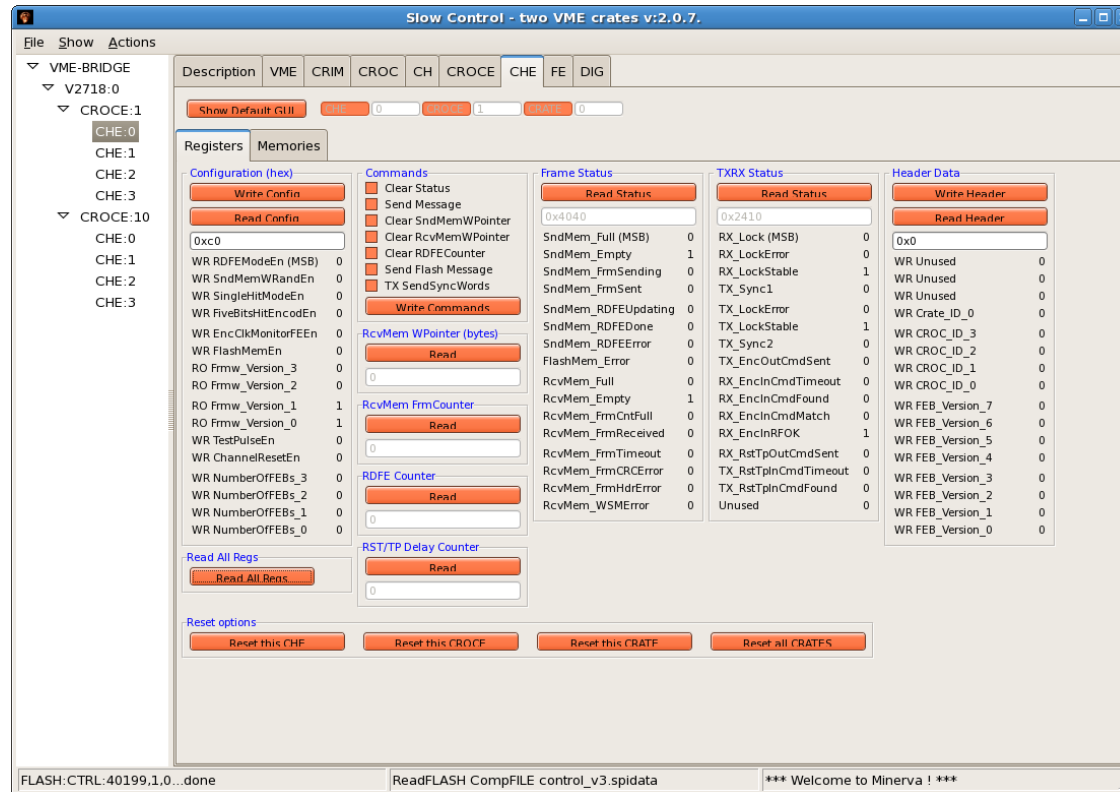 Slow Control - two VME crates v:2.0.7.
File Show Actions
VME-BRIDGE
V2718:0
CROCE:1
CHE:0
CHE:1
CHE:2
CHE:3
CROCE:10
CHE:0
CHE:1
CHE:2
CHE:3
Description VME CRIM CROC CH CROCE CHE FE DIG
Show Default GUI CHE 0 CROCE 1 CRATE 0
Registers Memories
Configuration (hex)
Write Config
Read Config
0xc0
WR RDFEModeEn (MSB) 0
WR SndMemWRandEn 0
WR SingleHitModeEn 0
WR FiveBitsHitEncodEn 0
WR EncClkMonitorFEEn 0
WR FlashMemEn 0
RO Frmw_Version_3 0
RO Frmw_Version_2 0
RO Frmw_Version_1 1
RO Frmw_Version_0 1
WR TestPulseEn 0
WR ChannelResetEn 0
WR NumberOfFEBs_3 0
WR NumberOfFEBs_2 0
WR NumberOfFEBs_1 0
WR NumberOfFEBs_0 0
Read All Regs
Read All Regs
Commands
Clear Status
Send Message
Clear SndMemWPointer
Clear RcvMemWPointer
Clear RDFECounter
Send Flash Message
TX SendSyncWords
Write Commands
RcvMem WPointer (bytes)
Read
0
RcvMem FrmCounter
Read
0
RDFE Counter
Read
0
RST/TP Delay Counter
Read
0
Frame Status
Read Status
0x4040
SndMem_Full (MSB) 0
SndMem_Empty 1
SndMem_FrmSending 0
SndMem_FrmSent 0
SndMem_RDFEUpdating 0
SndMem_RDFEDone 0
SndMem_RDFEError 0
FlashMem_Error 0
RcvMem_Full 0
RcvMem_Empty 1
RcvMem_FrmCntFull 0
RcvMem_FrmReceived 0
RcvMem_FrmTimeout 0
RcvMem_FrmCRCError 0
RcvMem_FrmHdrError 0
RcvMem_WSMError 0
TXRX Status
Read Status
0x2410
RX_Lock (MSB) 0
RX_LockError 0
RX_LockStable 1
TX_Sync1 0
TX_LockError 0
TX_LockStable 1
TX_Sync2 0
TX_EncOutCmdSent 0
RX_EncInCmdTimeout 0
RX_EncInCmdFound 0
RX_EncInCmdMatch 0
RX_EncInRFOK 1
RX_RstTpOutCmdSent 0
TX_RstTpInCmdTimeout 0
TX_RstTpInCmdFound 0
Unused 0
Header Data
Write Header
Read Header
0x0
WR Unused 0
WR Unused 0
WR Unused 0
WR Crate_ID_0 0
WR CROC_ID_3 0
WR CROC_ID_2 0
WR CROC_ID_1 0
WR CROC_ID_0 0
WR FEB_Version_7 0
WR FEB_Version_6 0
WR FEB_Version_5 0
WR FEB_Version_4 0
WR FEB_Version_3 0
WR FEB_Version_2 0
WR FEB_Version_1 0
WR FEB_Version_0 0
Reset options
Reset this CHE Reset this CROCE Reset this CRATE Reset all CRATES
FLASH:CTRL:40199,1,0...done ReadFLASH CompFILE control_v3.spidata *** Welcome to Minerva ! ***